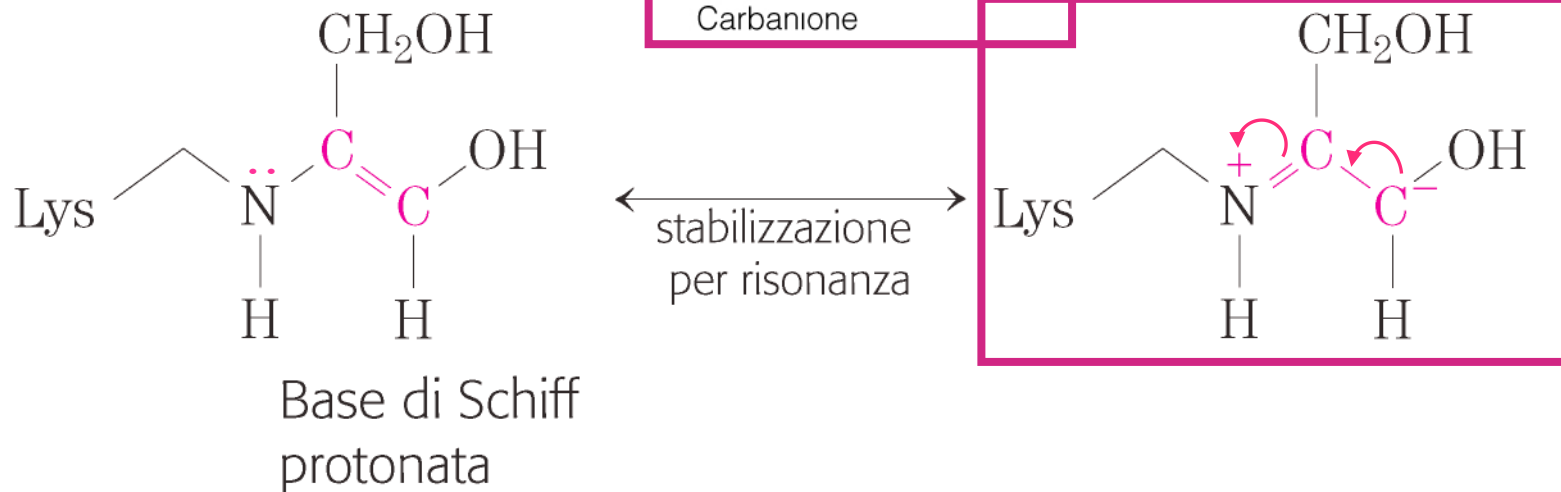 Carbanione
CH₂OH
C
OH
N
Lys
C
H
H
stabilizzazione
per risonanza
CH₂OH
+
C
OH
N
Lys
C
−
H
H
Base di Schiff
protonata